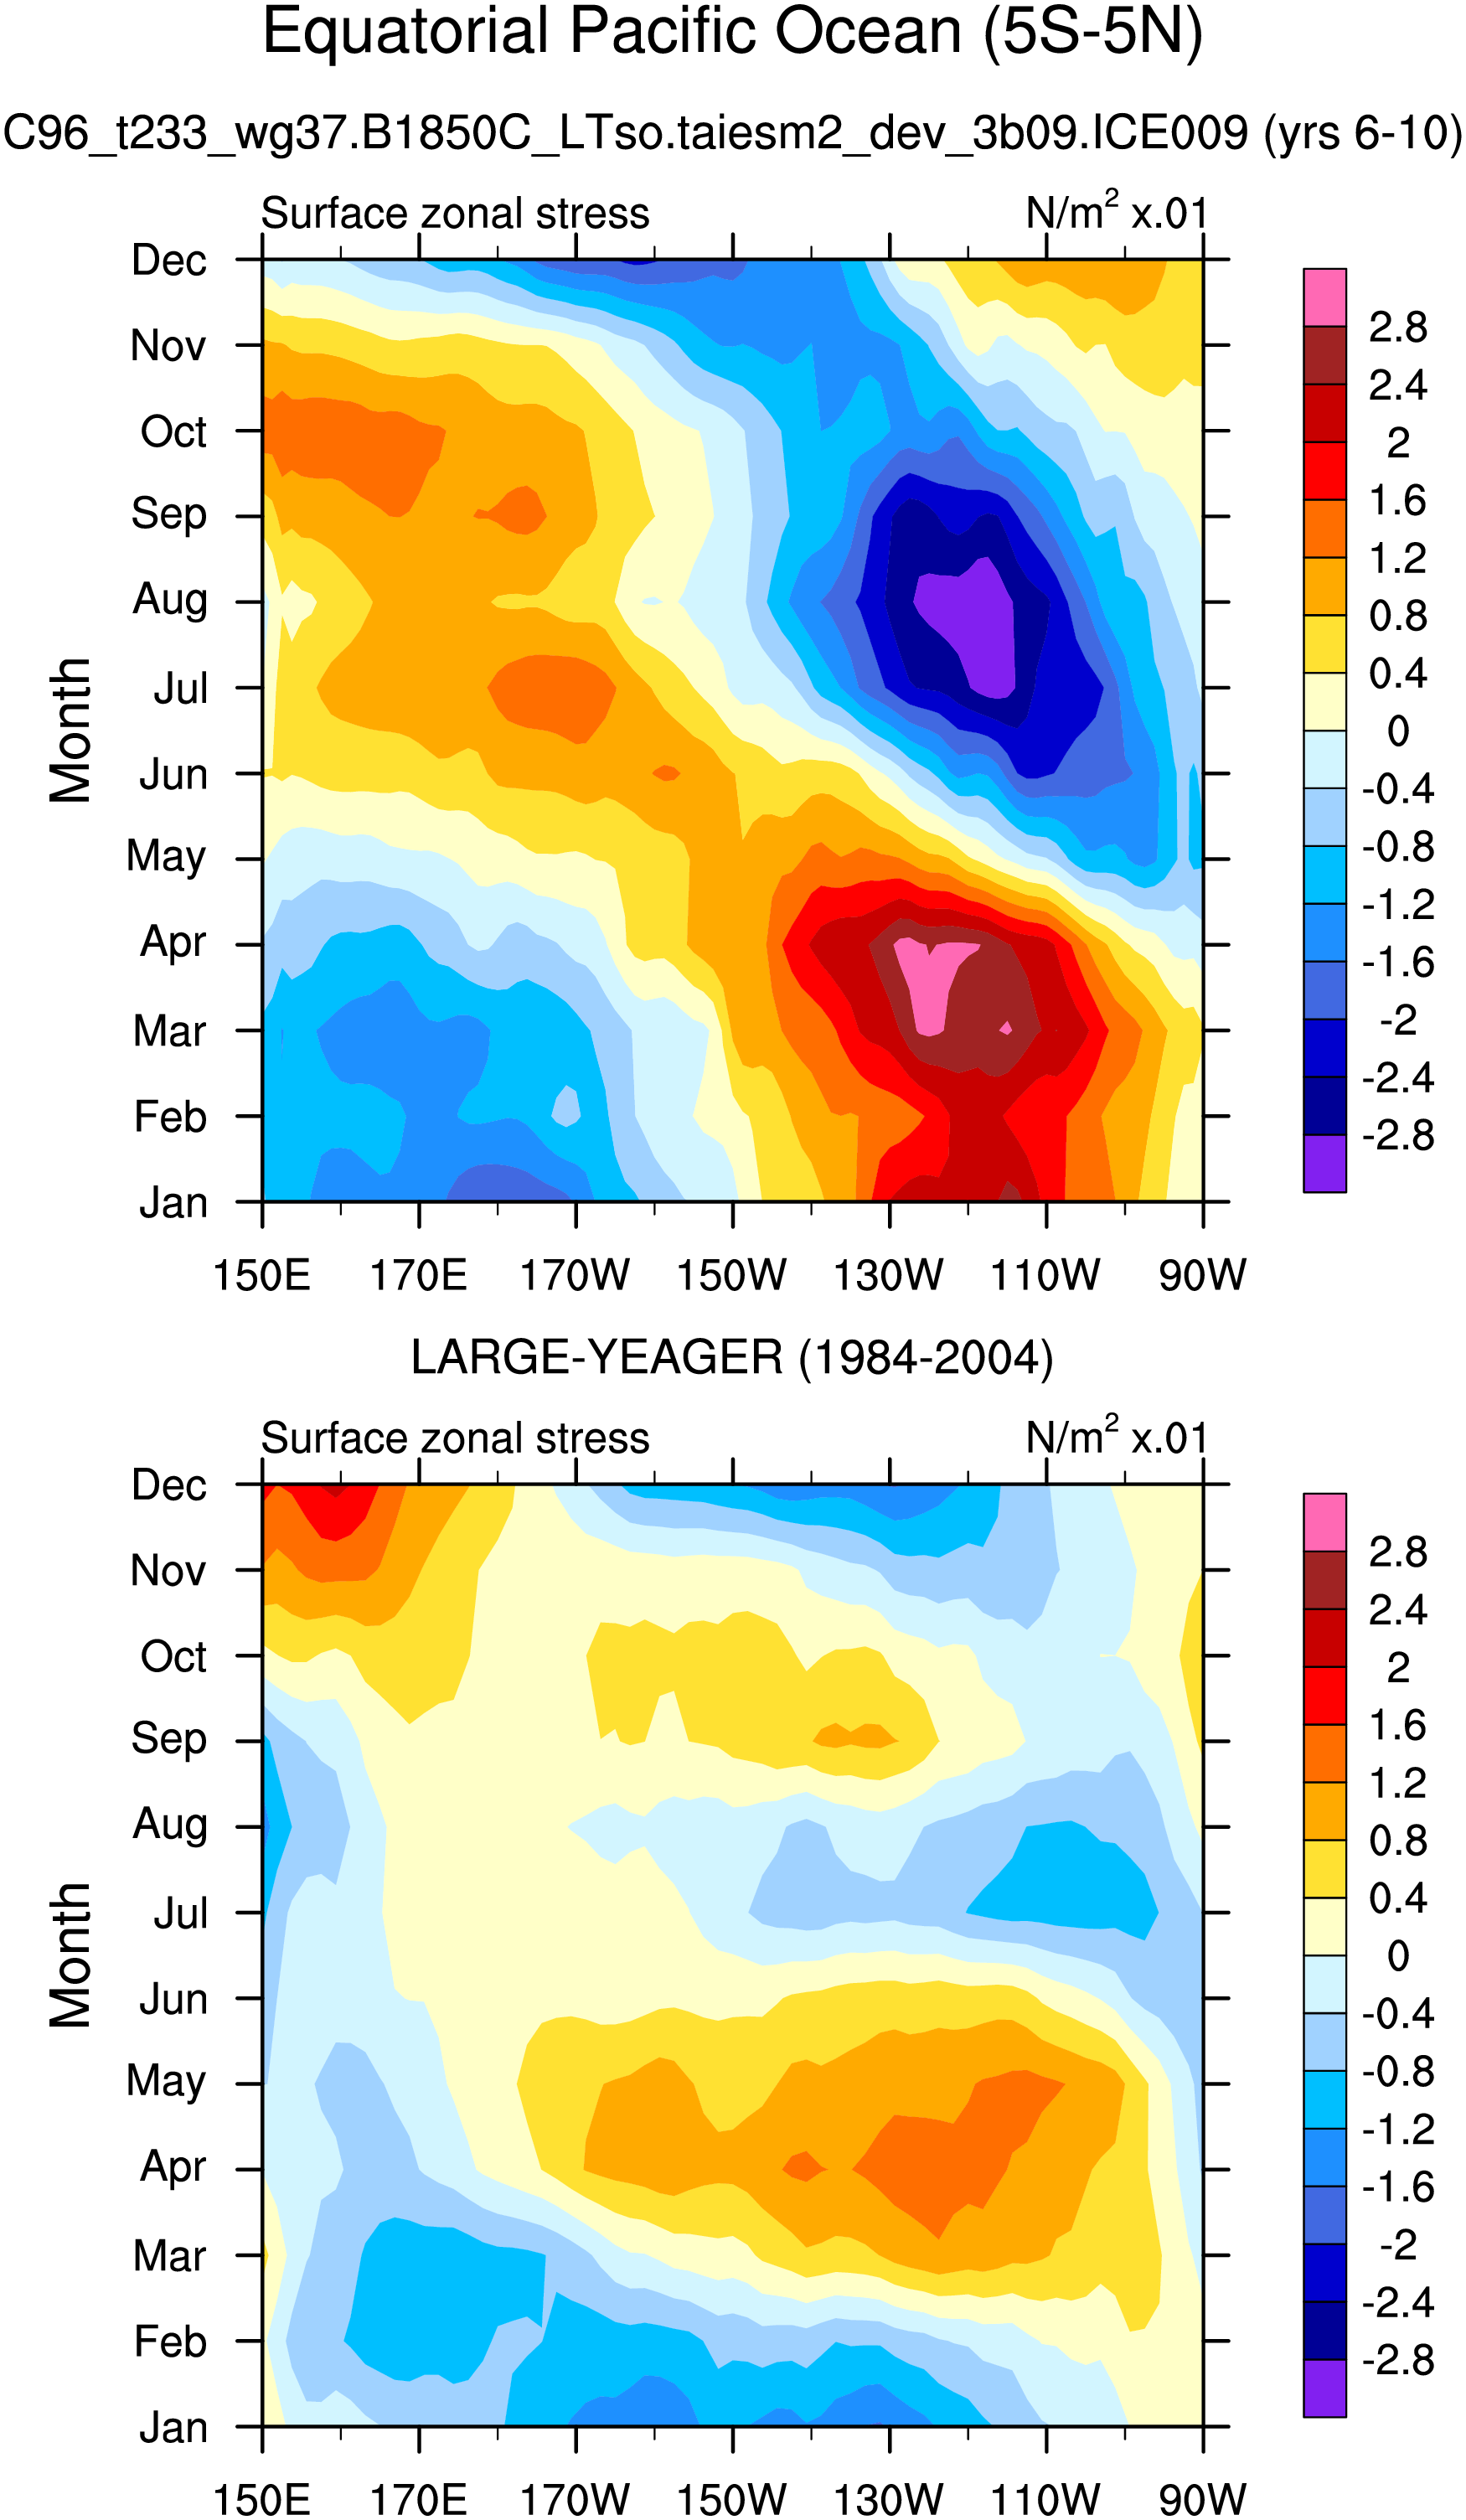 Equatorial Pacific Ocean (5S-5N)
C96_t233_wg37.B1850C_LTso.taiesm2_dev_3b09.ICE009 (yrs 6-10)
Surface zonal stress N/m² x.01
Dec
Nov
Oct
Sep
Aug
Jul
Jun
May
Apr
Mar
Feb
Jan
Month
150E 170E 170W 150W 130W 110W 90W
2.8
2.4
2
1.6
1.2
0.8
0.4
0
-0.4
-0.8
-1.2
-1.6
-2
-2.4
-2.8
LARGE-YEAGER (1984-2004)
Surface zonal stress N/m² x.01
Dec
Nov
Oct
Sep
Aug
Jul
Jun
May
Apr
Mar
Feb
Jan
Month
150E 170E 170W 150W 130W 110W 90W
2.8
2.4
2
1.6
1.2
0.8
0.4
0
-0.4
-0.8
-1.2
-1.6
-2
-2.4
-2.8